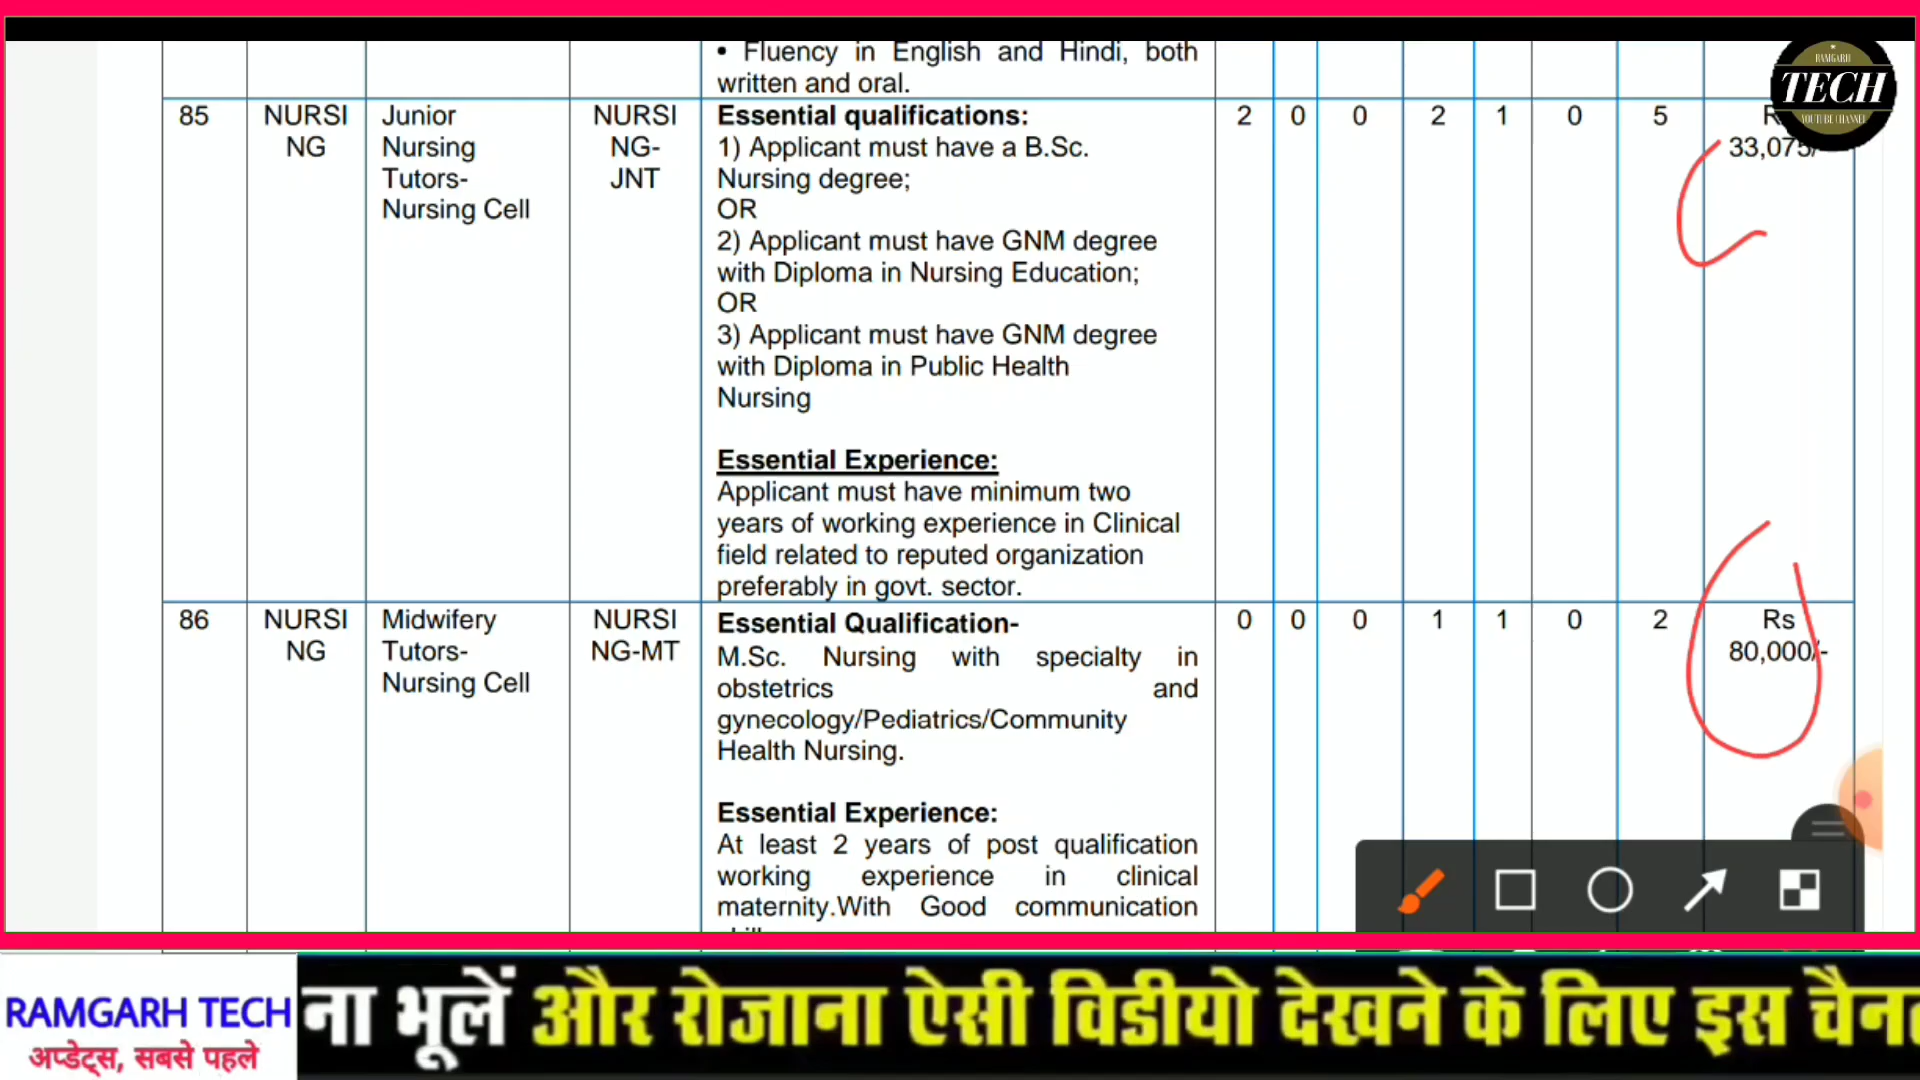 • Fluency in English and Hindi, both
written and oral.
RAMGARH
TECH
YOUTUBE CHANNEL
85 NURSI Junior NURSI Essential qualifications: 2 0 0 2 1 0 5
NG Nursing NG- 1) Applicant must have a B.Sc. 33,075/
Tutors- JNT Nursing degree;
Nursing Cell OR
2) Applicant must have GNM degree
with Diploma in Nursing Education;
OR
3) Applicant must have GNM degree
with Diploma in Public Health
Nursing
Essential Experience:
Applicant must have minimum two
years of working experience in Clinical
field related to reputed organization
preferably in govt. sector.
86 NURSI Midwifery NURSI Essential Qualification- 0 0 0 1 1 0 2 Rs
NG Tutors- NG-MT M.Sc. Nursing with specialty in 80,000/-
Nursing Cell obstetrics and
gynecology/Pediatrics/Community
Health Nursing.
Essential Experience:
At least 2 years of post qualification
working experience in clinical
maternity.With Good communication
RAMGARH TECH
अप्डेट्स, सबसे पहले
ना भूलें और रोजाना ऐसी विडीयो देखने के लिए इस